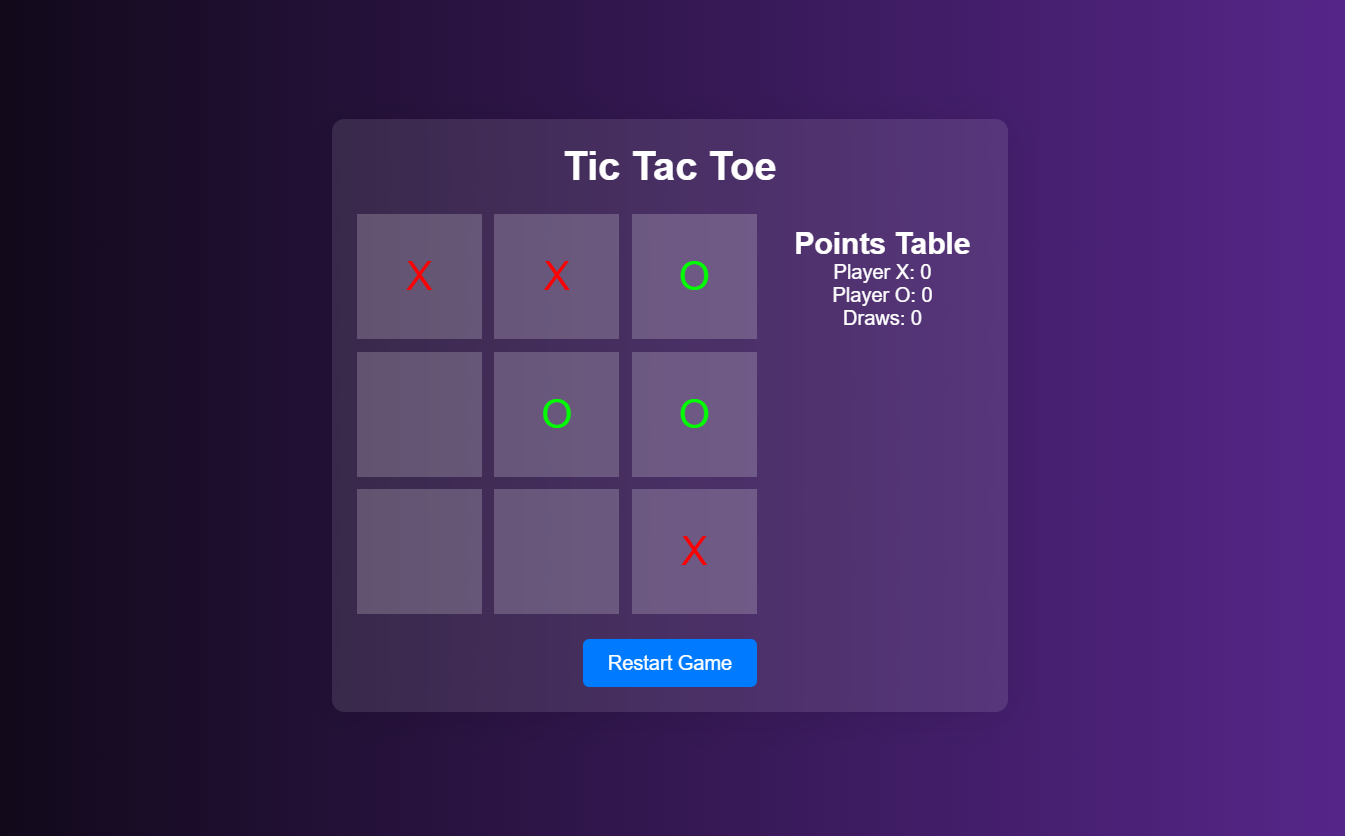 Tic Tac Toe
X X O
O O
X
Points Table
Player X: 0
Player O: 0
Draws: 0
Restart Game